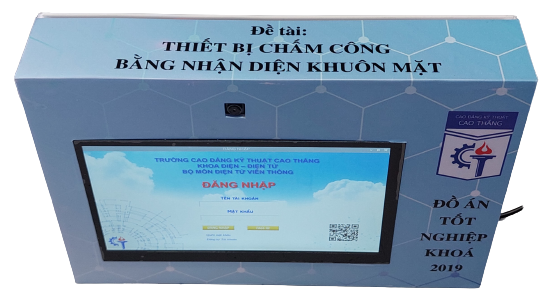 Đề tài:
THIẾT BỊ CHẤM CÔNG
BẰNG NHẬN DIỆN KHUÔN MẶT
CAO ĐẲNG KỸ THUẬT
CAO THẮNG
TRƯỜNG CAO ĐẲNG KỸ THUẬT CAO THẮNG
KHOA ĐIỆN – ĐIỆN TỬ
BỘ MÔN ĐIỆN TỬ VIỄN THÔNG
ĐĂNG NHẬP
TÊN TÀI KHOẢN
MẬT KHẨU
ĐỒ ÁN
TỐT
NGHIỆP
KHOÁ
2019